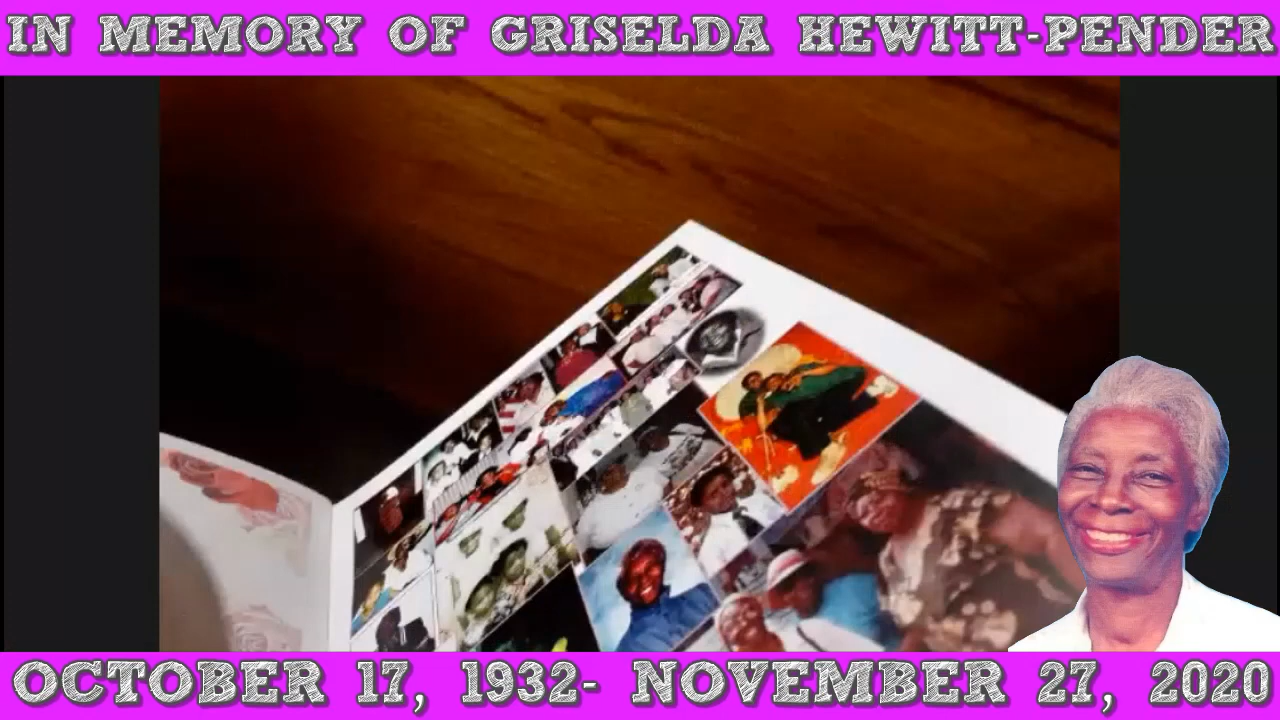 IN MEMORY OF GRISELDA HEWITT-PENDER
OCTOBER 17, 1932- NOVEMBER 27, 2020